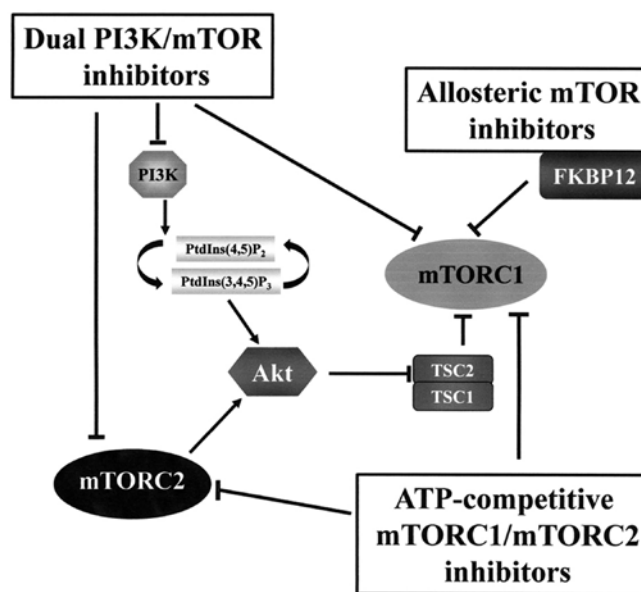 Dual PI3K/mTOR
inhibitors
Allosteric mTOR
inhibitors
FKBP12
PI3K
PtdIns(4,5)P₂
PtdIns(3,4,5)P₃
mTORC1
Akt
TSC2
TSC1
mTORC2
ATP-competitive
mTORC1/mTORC2
inhibitors